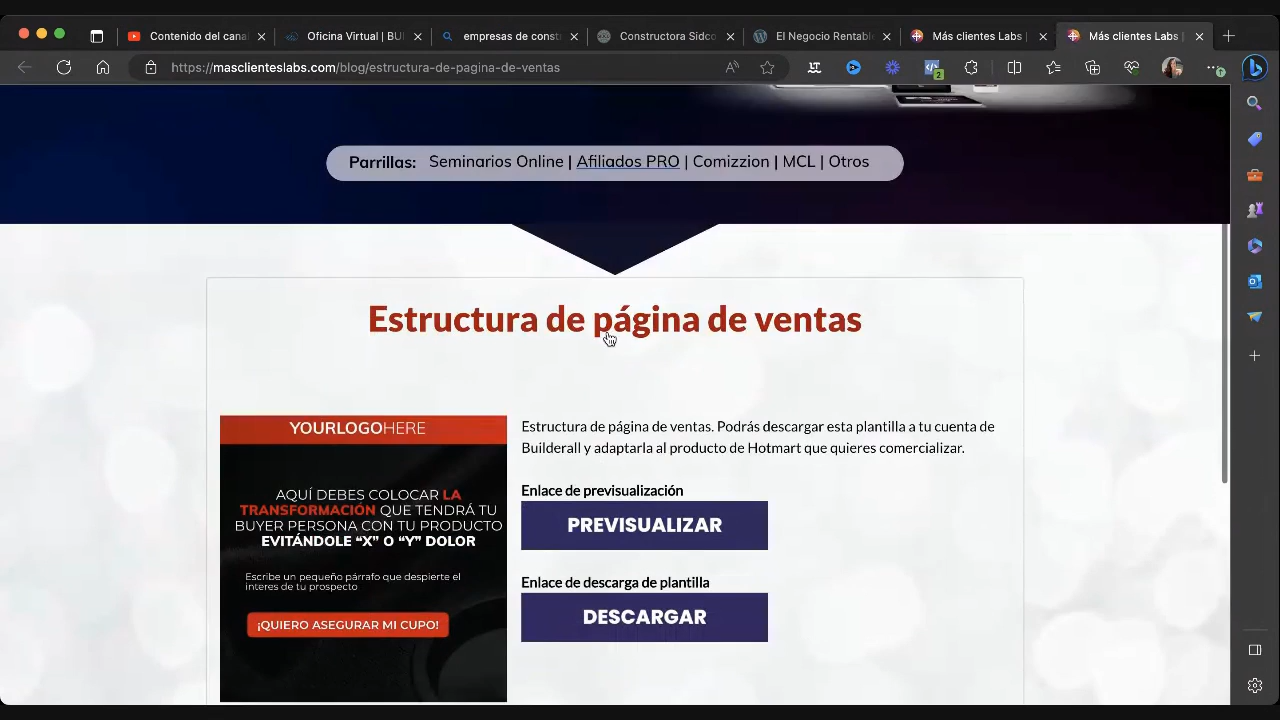 Contenido del cana
Oficina Virtual | BUI
empresas de const
Constructora Sidco
El Negocio Rentable
Más clientes Labs |
Más clientes Labs |
https://masclienteslabs.com/blog/estructura-de-pagina-de-ventas
Parrillas: Seminarios Online | Afiliados PRO | Comizzion | MCL | Otros
Estructura de página de ventas
YOURLOGOHERE
AQUÍ DEBES COLOCAR LA
TRANSFORMACIÓN QUE TENDRÁ TU
BUYER PERSONA CON TU PRODUCTO
EVITÁNDOLE “X” O “Y” DOLOR
Escribe un pequeño párrafo que despierte el
interes de tu prospecto
¡QUIERO ASEGURAR MI CUPO!
Estructura de página de ventas. Podrás descargar esta plantilla a tu cuenta de
Builderall y adaptarla al producto de Hotmart que quieres comercializar.
Enlace de previsualización
PREVISUALIZAR
Enlace de descarga de plantilla
DESCARGAR